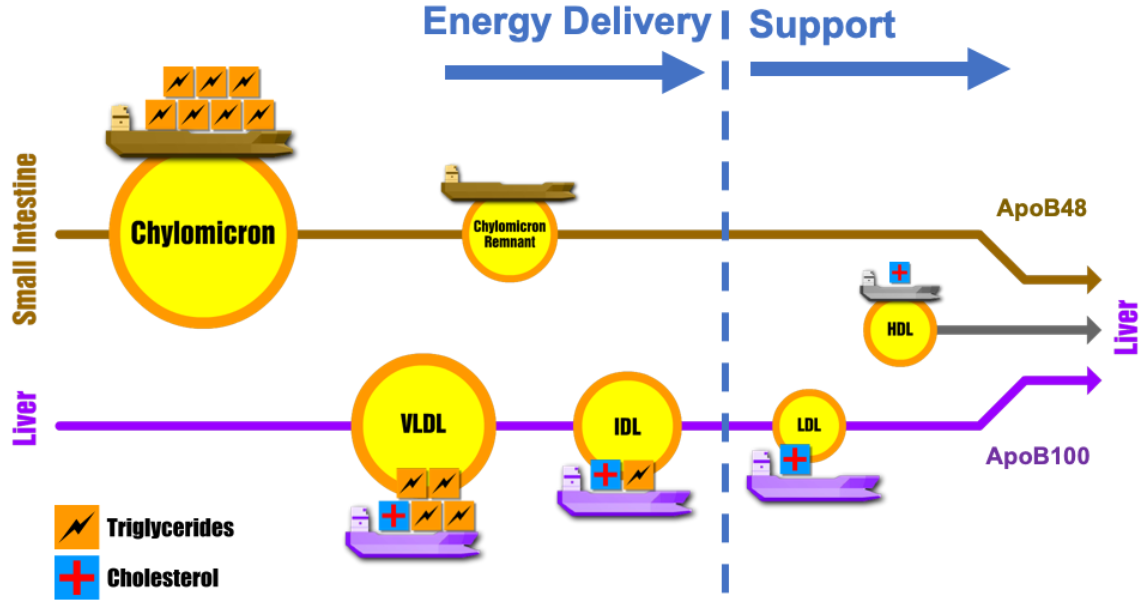 Energy Delivery
Support
Small Intestine
Chylomicron
Chylomicron
Remnant
ApoB48
HDL
Liver
Liver
VLDL
IDL
LDL
ApoB100
Triglycerides
Cholesterol